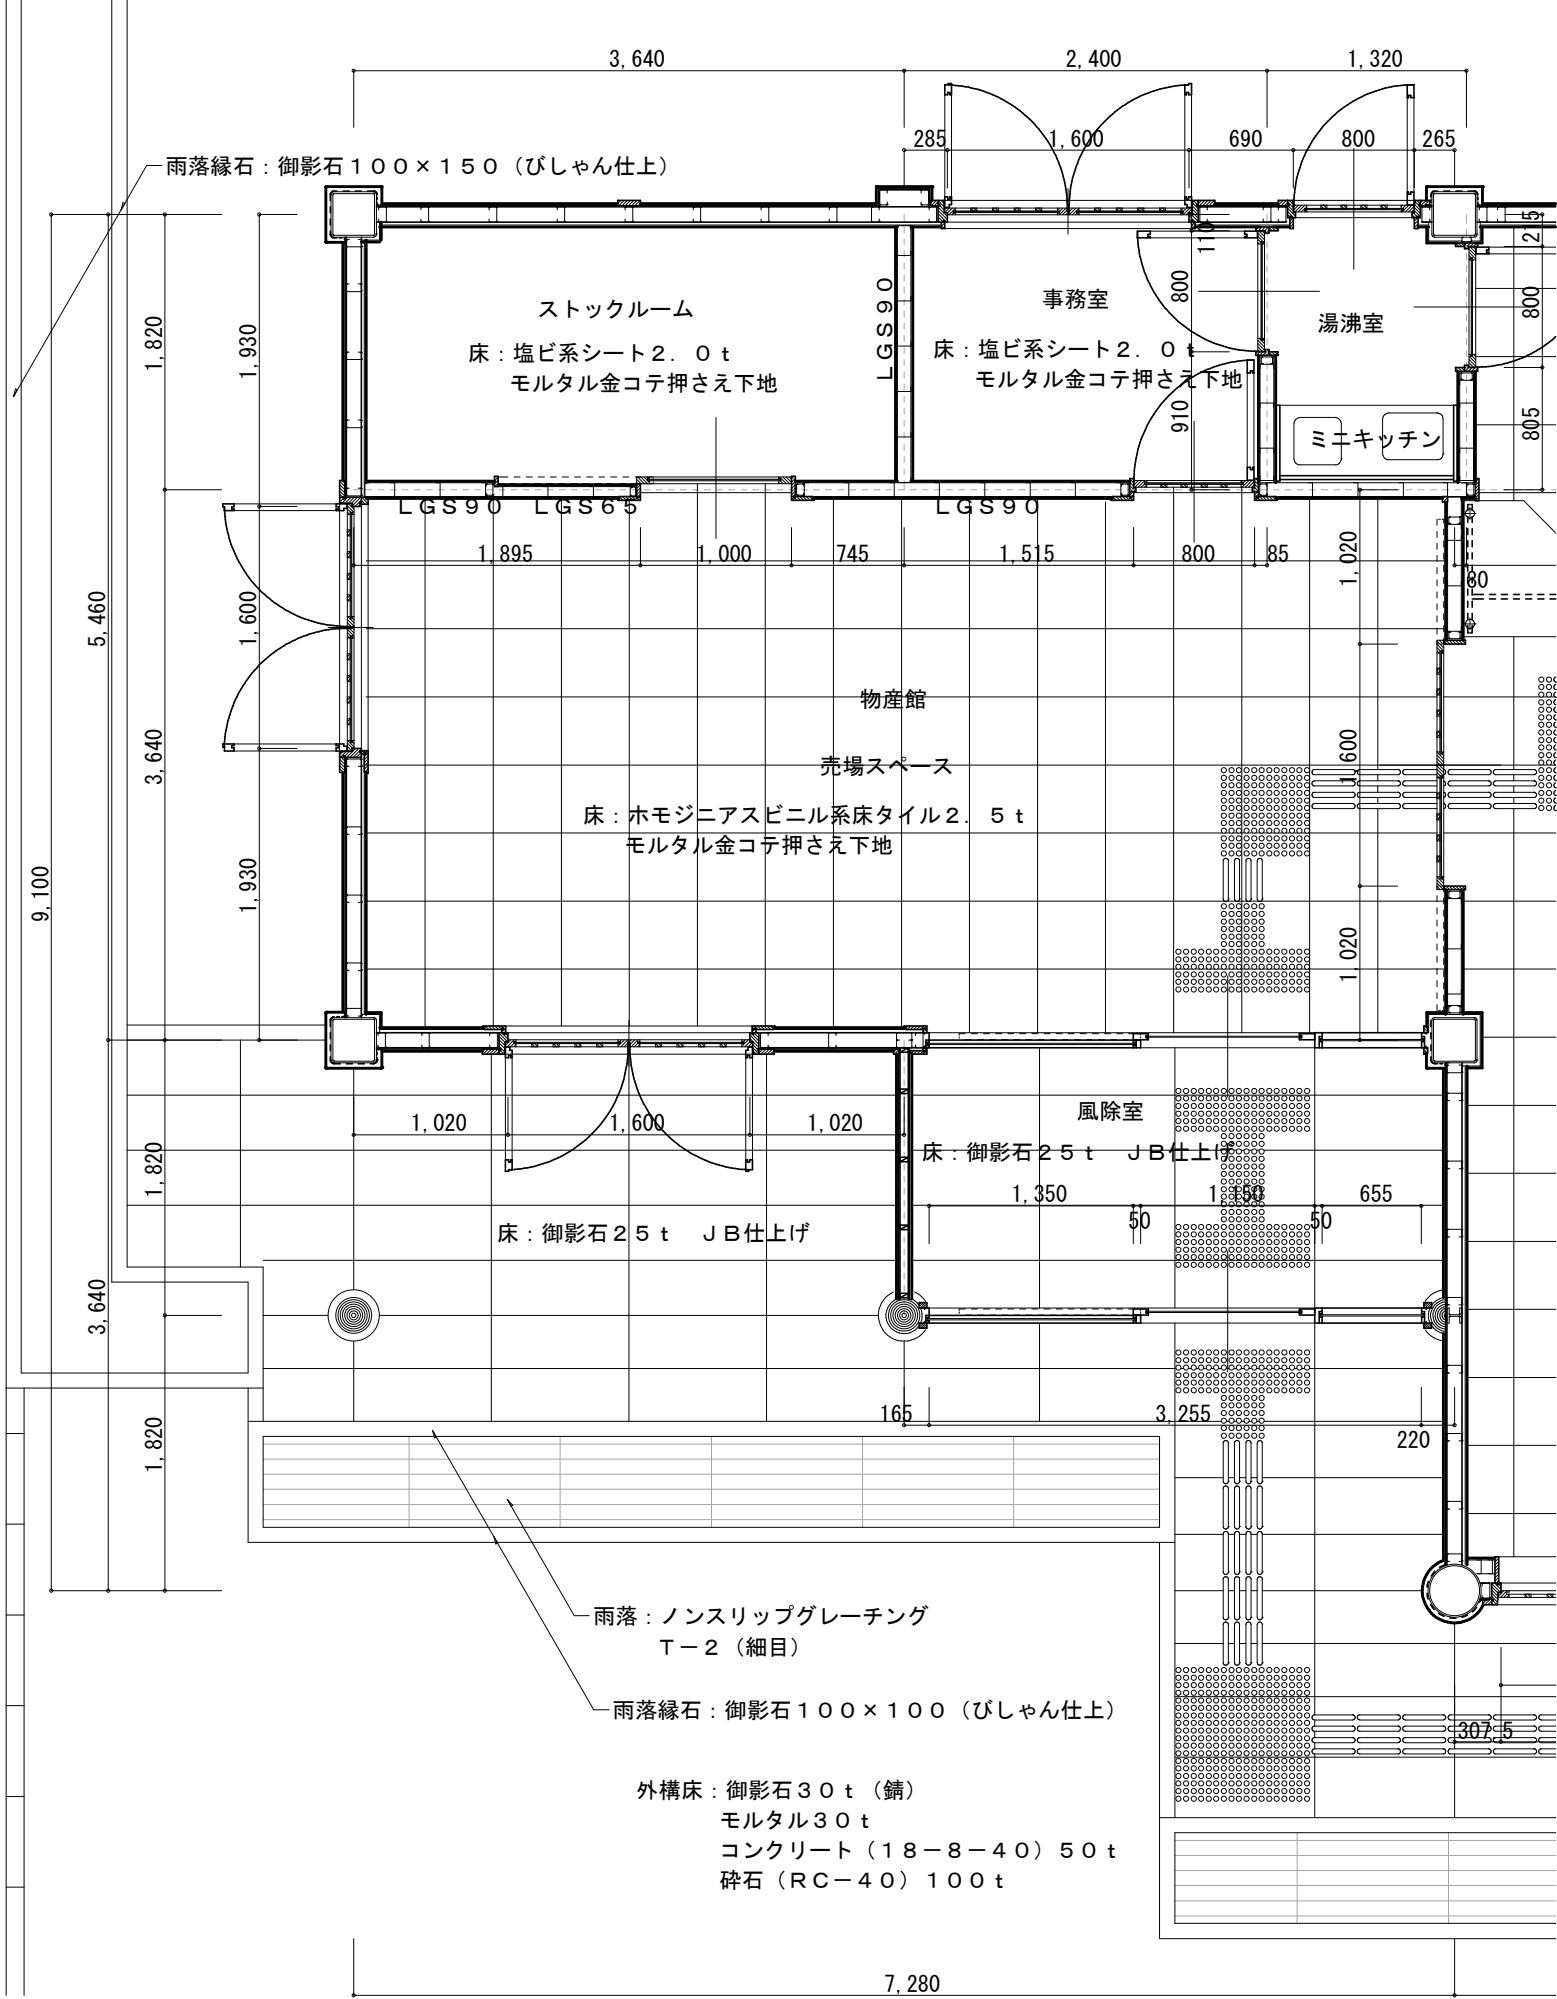 3,640
2,400
1,320
285
1,600
690
800
265
雨落縁石：御影石１００×１５０（びしゃん仕上）
110
215
1,820
1,930
ストックルーム
床：塩ビ系シート２．０ｔ
モルタル金コテ押さえ下地
ＬＧＳ９０
事務室
床：塩ビ系シート２．０ｔ
モルタル金コテ押さえ下地
800
910
湯沸室
ミニキッチン
800
805
ＬＧＳ９０
ＬＧＳ６５
ＬＧＳ９０
1,895
1,000
745
1,515
800
85
1,020
80
5,460
1,600
物産館
売場スペース
床：ホモジニアスビニル系床タイル２．５ｔ
モルタル金コテ押さえ下地
3,640
1,600
9,100
1,930
1,020
1,020
1,600
1,020
風除室
床：御影石２５ｔ　ＪＢ仕上げ
1,350
50
1,150
50
655
1,820
床：御影石２５ｔ　ＪＢ仕上げ
3,640
165
3,255
220
1,820
雨落：ノンスリップグレーチング
Ｔ－２（細目）
雨落縁石：御影石１００×１００（びしゃん仕上）
307.5
外構床：御影石３０ｔ（錆）
モルタル３０ｔ
コンクリート（１８－８－４０）５０ｔ
砕石（ＲＣ－４０）１００ｔ
7,280